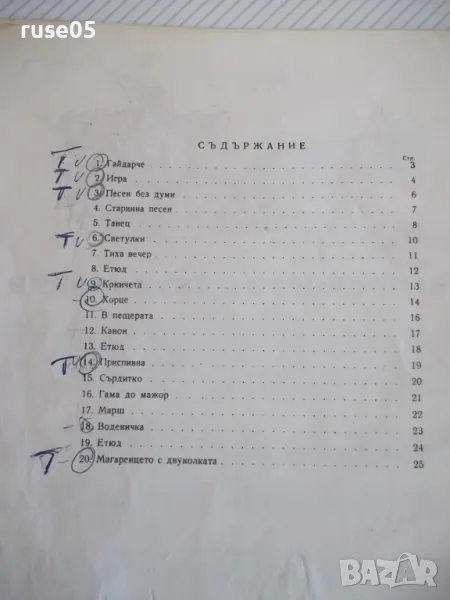 ruse05
СЪДЪРЖАНИЕ
Стр.
T v 1. Гайдарче 3
T v 2. Игра 4
T v 3. Песен без думи 6
4. Старинна песен 7
5. Танец 8
T v 6. Светулки 10
7 Тиха вечер 11
8. Етюд 12
T v 9. Кржичета 13
10. Хорце 14
11. В пещерата 16
12. Канон 17
13. Етюд 18
T v 14. Приспивна 19
15. Сърдитко 20
16. Гама до мажор 21
17. Марш 22
18. Воденичка 23
19. Етюд 24
T 20. Магаренцето с двуколката 25
bazar.bg